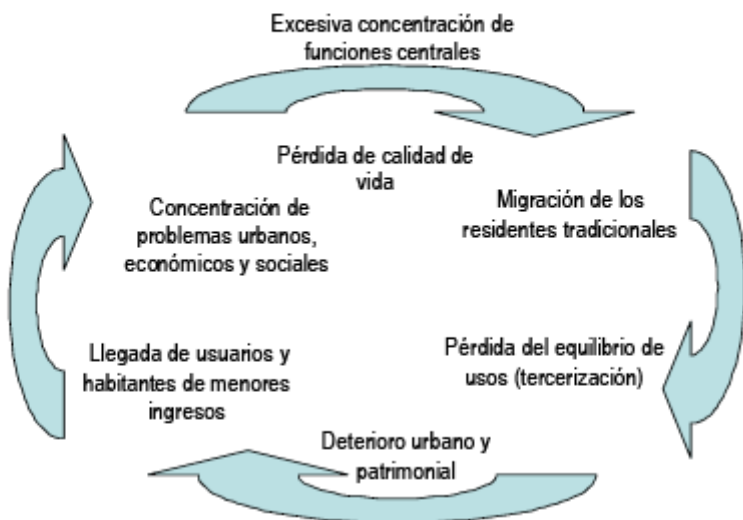 Excesiva concentración de
funciones centrales
Pérdida de calidad de
vida
Migración de los
residentes tradicionales
Pérdida del equilibrio de
usos (tercerización)
Deterioro urbano y
patrimonial
Llegada de usuarios y
habitantes de menores
ingresos
Concentración de
problemas urbanos,
económicos y sociales